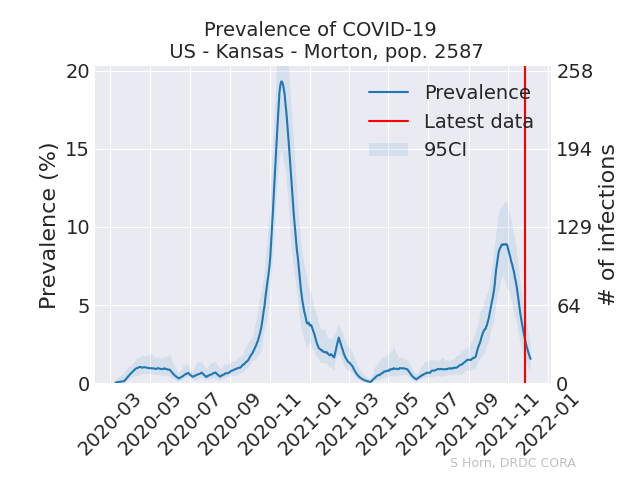 Prevalence of COVID-19
US - Kansas - Morton, pop. 2587
Prevalence (%)
20
15
10
5
0
258
194
129
64
0
# of infections
Prevalence
Latest data
95CI
2020-03
2020-05
2020-07
2020-09
2020-11
2021-01
2021-03
2021-05
2021-07
2021-09
2021-11
2022-01
S Horn, DRDC CORA